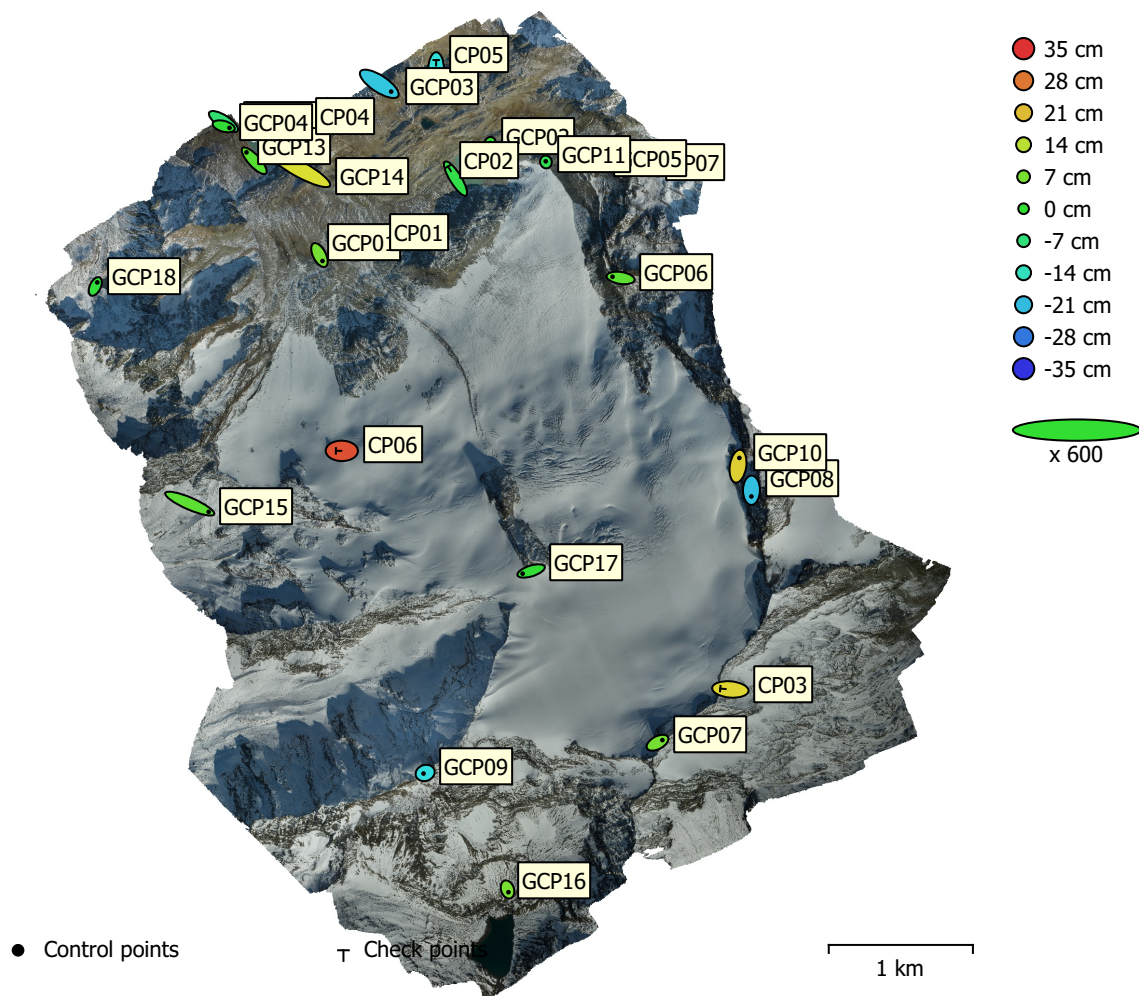 CP05
GCP03
CP04
GCP04
GCP13
GCP02
GCP11
GCP05
CP07
CP02
GCP14
CP01
GCP01
GCP18
GCP06
CP06
GCP10
GCP08
GCP15
GCP17
CP03
GCP07
GCP09
GCP16
35 cm
28 cm
21 cm
14 cm
7 cm
0 cm
-7 cm
-14 cm
-21 cm
-28 cm
-35 cm
x 600
Control points
Check points
1 km